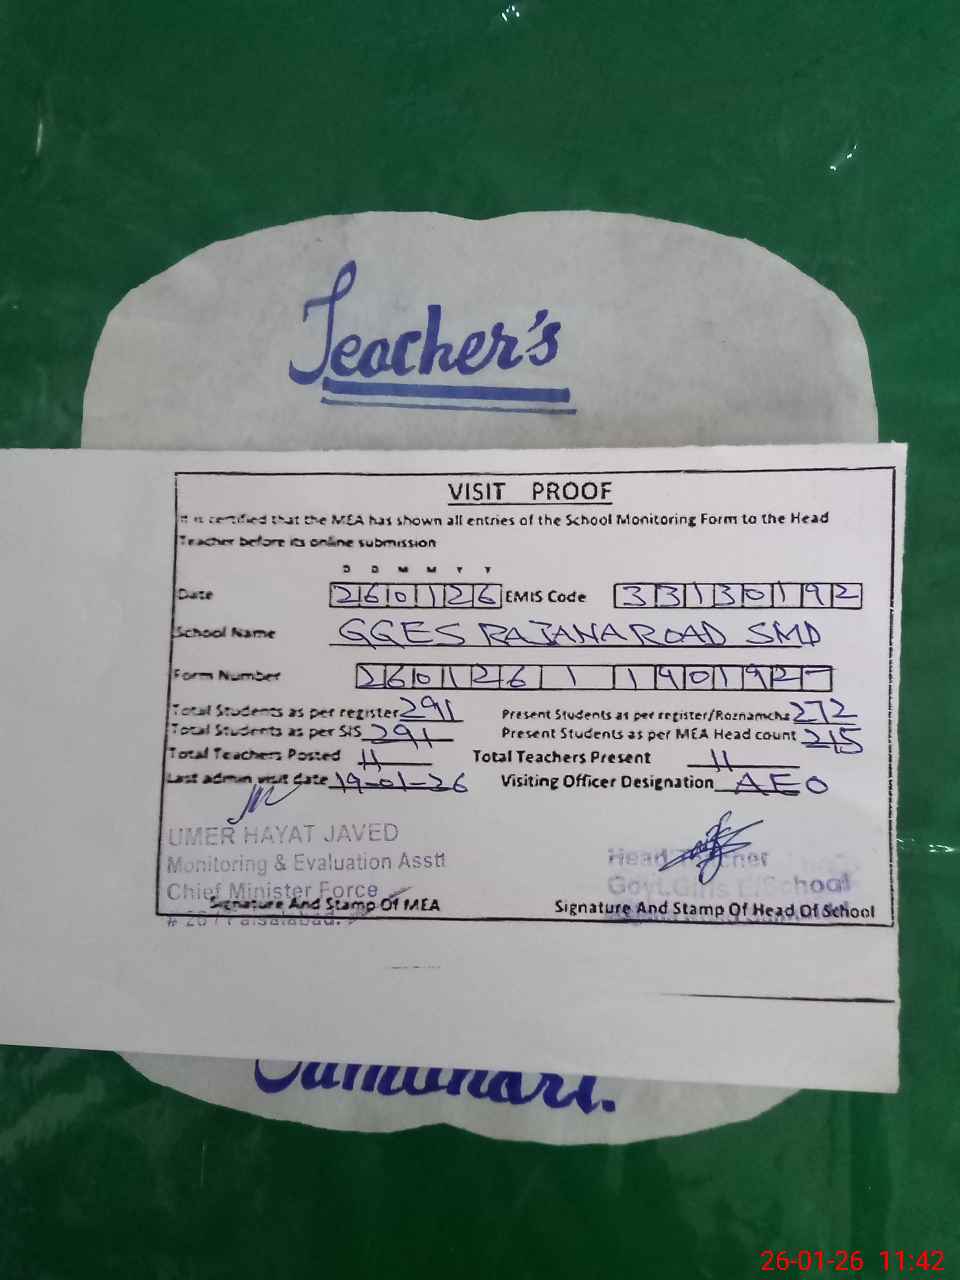 Teacher's
VISIT PROOF
It is certified that the MEA has shown all entries of the School Monitoring Form to the Head
Teacher before its online submission
D D M M Y Y
Date 260126 EMIS Code 33130192
School Name GGES RAJANA ROAD SMD
Form Number 260126 1 140192-
Total Students as per register 291 Present Students as per register/Roznamcha 272
Total Students as per SIS 291 Present Students as per MEA Head count 215
Total Teachers Posted 11 Total Teachers Present 11
Last admin visit date 19-01-26 Visiting Officer Designation AEO
UMER HAYAT JAVED
Monitoring & Evaluation Asstt Head Teacher
Chief Minister Force Govt.Girls E/School
Signature And Stamp Of MEA Signature And Stamp Of Head Of School
Faisalabad.
26-01-26 11:42